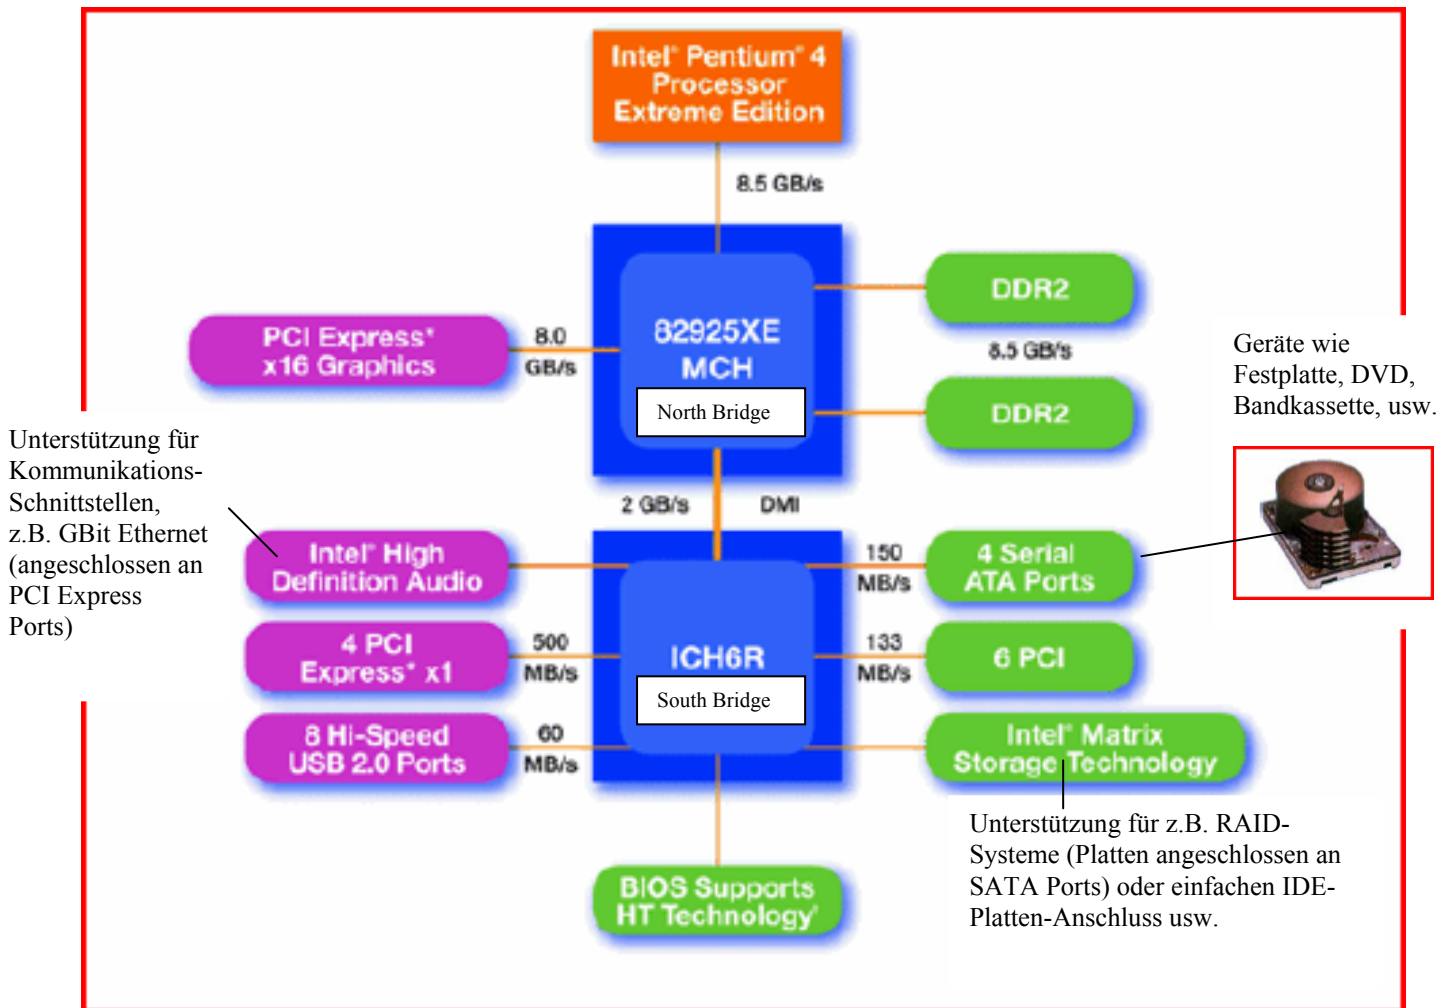 Intel® Pentium® 4
Processor
Extreme Edition
8.5 GB/s
82925XE
MCH
North Bridge
PCI Express*
x16 Graphics
8.0
GB/s
DDR2
8.5 GB/s
DDR2
Geräte wie
Festplatte, DVD,
Bandkassette, usw.
Unterstützung für
Kommunikations-
Schnittstellen,
z.B. GBit Ethernet
(angeschlossen an
PCI Express
Ports)
2 GB/s
DMI
Intel® High
Definition Audio
4 PCI
Express* x1
500
MB/s
8 Hi-Speed
USB 2.0 Ports
60
MB/s
ICH6R
South Bridge
150
MB/s
4 Serial
ATA Ports
133
MB/s
6 PCI
Intel® Matrix
Storage Technology
Unterstützung für z.B. RAID-
Systeme (Platten angeschlossen an
SATA Ports) oder einfachen IDE-
Platten-Anschluss usw.
BIOS Supports
HT Technology¹